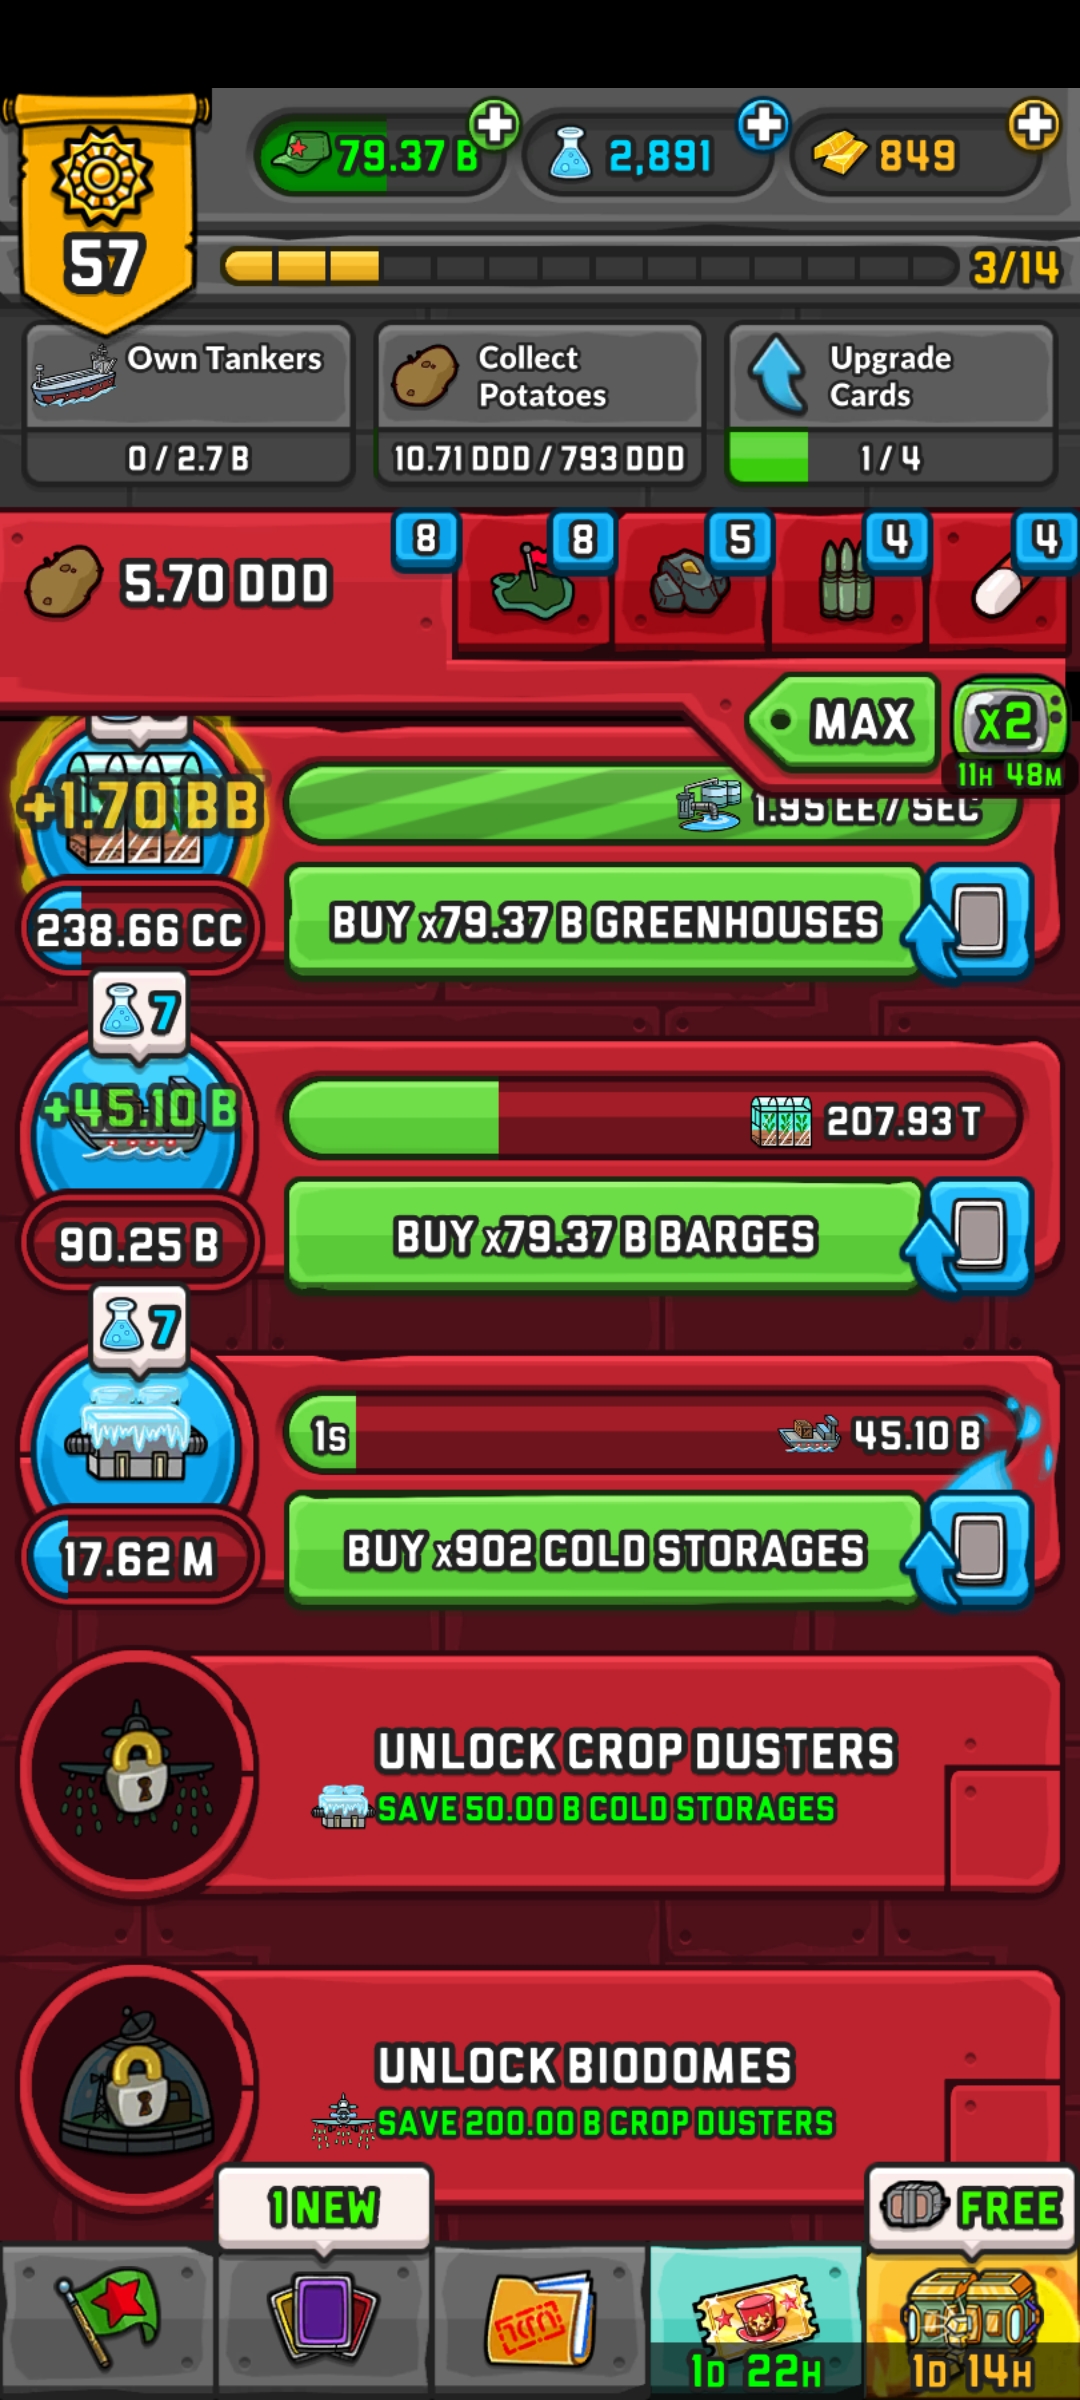 79.37 B
2,891
849
57
3/14
Own Tankers
0 / 2.7 B
Collect
Potatoes
10.71 DDD / 793 DDD
Upgrade
Cards
1 / 4
5.70 DDD
8
8
5
4
4
MAX
x2
11H 48M
+1.70 BB
1.95 EE / SEC
238.66 CC
BUY x79.37 B GREENHOUSES
7
+45.10 B
207.93 T
90.25 B
BUY x79.37 B BARGES
7
1s
45.10 B
17.62 M
BUY x902 COLD STORAGES
UNLOCK CROP DUSTERS
SAVE 50.00 B COLD STORAGES
UNLOCK BIODOMES
SAVE 200.00 B CROP DUSTERS
1 NEW
FREE
1D 22H
1D 14H